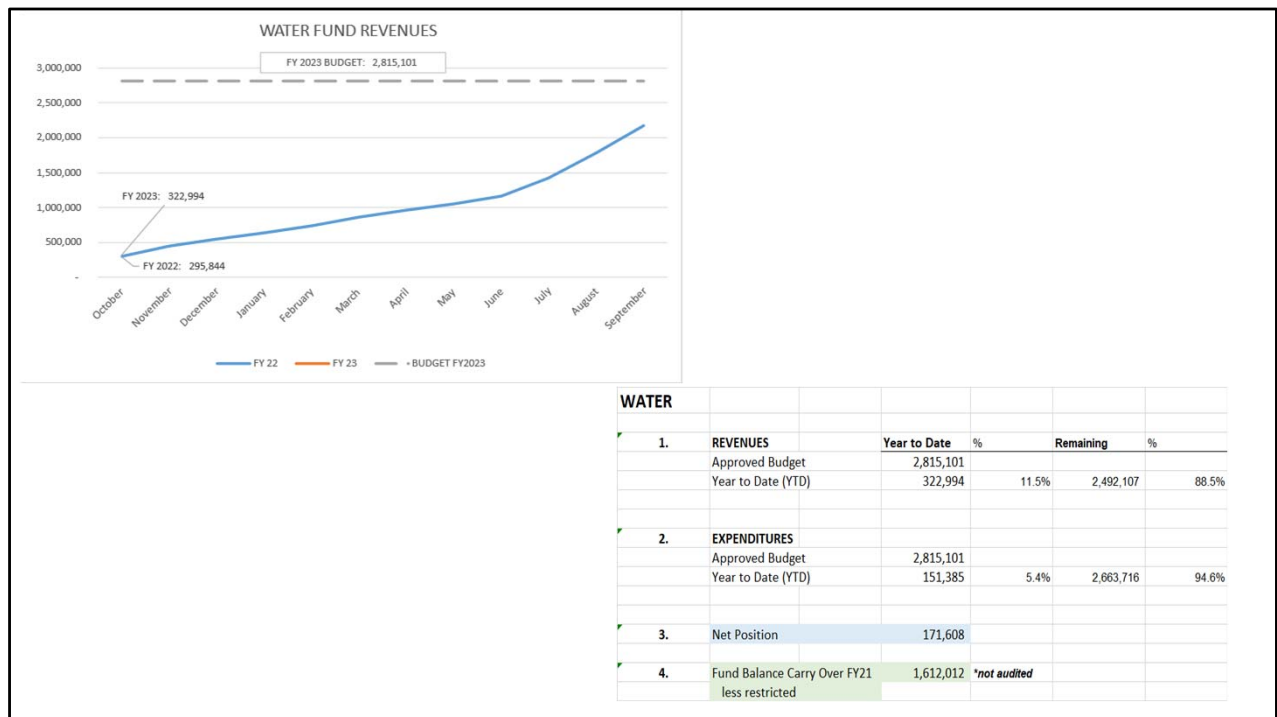 WATER FUND REVENUES
FY 2023 BUDGET: 2,815,101
3,000,000
2,500,000
2,000,000
1,500,000
1,000,000
500,000
-
FY 2023: 322,994
FY 2022: 295,844
October
November
December
January
February
March
April
May
June
July
August
September
FY 22
FY 23
- BUDGET FY2023
WATER
1. REVENUES Year to Date % Remaining %
Approved Budget 2,815,101
Year to Date (YTD) 322,994 11.5% 2,492,107 88.5%
2. EXPENDITURES
Approved Budget 2,815,101
Year to Date (YTD) 151,385 5.4% 2,663,716 94.6%
3. Net Position 171,608
4. Fund Balance Carry Over FY21 1,612,012 *not audited
less restricted